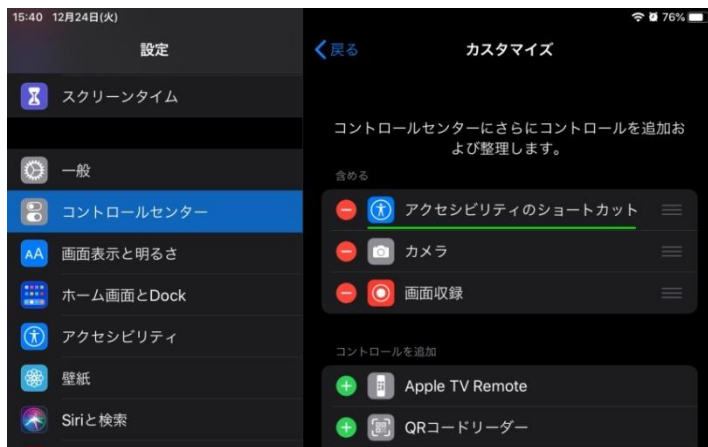 15:40 12月24日(火)
76%
設定
スクリーンタイム
一般
コントロールセンター
画面表示と明るさ
ホーム画面とDock
アクセシビリティ
壁紙
Siriと検索
戻る
カスタマイズ
コントロールセンターにさらにコントロールを追加お
よび整理します。
含める
アクセシビリティのショートカット
カメラ
画面収録
コントロールを追加
Apple TV Remote
QRコードリーダー